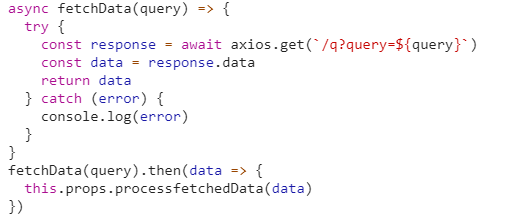 async fetchData(query) => {
  try {
    const response = await axios.get(`/q?query=${query}`)
    const data = response.data
    return data
  } catch (error) {
    console.log(error)
  }
}
fetchData(query).then(data => {
  this.props.processfetchedData(data)
})